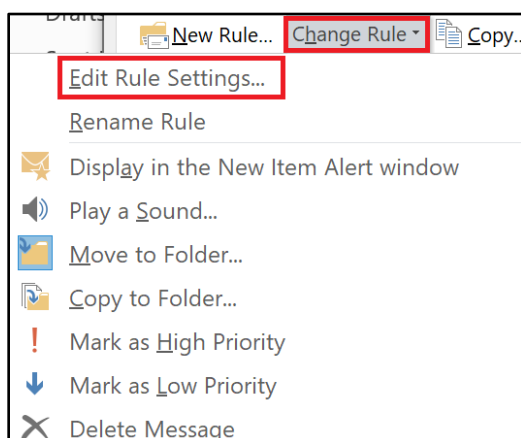 Drafts
New Rule... Change Rule Copy...
Edit Rule Settings...
Rename Rule
Display in the New Item Alert window
Play a Sound...
Move to Folder...
Copy to Folder...
Mark as High Priority
Mark as Low Priority
Delete Message